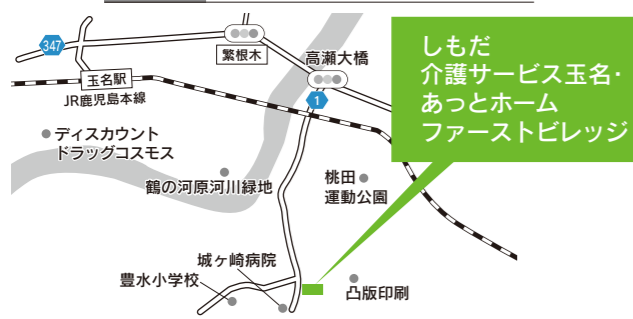 347
繁根木
高瀬大橋
玉名駅
JR鹿児島本線
1
しもだ
介護サービス玉名・
あっとホーム
ファーストビレッジ
ディスカウント
ドラッグコスモス
鶴の河原河川緑地
桃田
運動公園
城ヶ崎病院
豊水小学校
凸版印刷